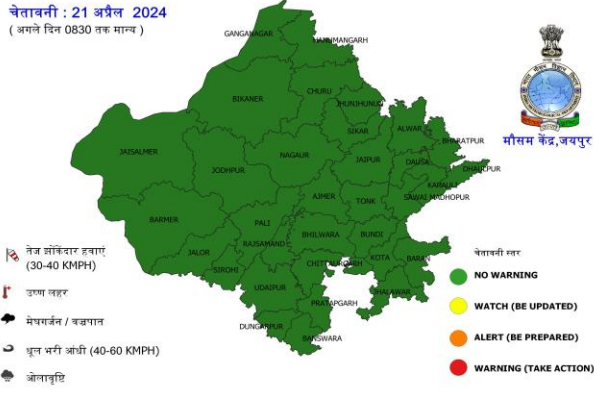 चेतावनी : 21 अप्रैल 2024
( अगले दिन 0830 तक मान्य )
GANGANAGAR
HANUMANGARH
CHURU
BIKANER
JHUNJHUNU
SIKAR
ALWAR
BHARATPUR
मौसम केंद्र,जयपुर
JAISALMER
NAGAUR
JAIPUR
DAUSA
DHAULPUR
JODHPUR
KARAULI
AJMER
TONK
SAWAI MADHOPUR
BARMER
PALI
BHILWARA
BUNDI
RAJSAMAND
JALOR
KOTA
BARAN
SIROHI
CHITTAURGARH
UDAIPUR
JHALAWAR
PRATAPGARH
DUNGARPUR
BANSWARA
तेज झोंकेंदार हवाएं
(30-40 KMPH)
उष्ण लहर
मेघगर्जन / वज्रपात
धूल भरी आंधी (40-60 KMPH)
ओलावृष्टि
चेतावनी स्तर
NO WARNING
WATCH (BE UPDATED)
ALERT (BE PREPARED)
WARNING (TAKE ACTION)